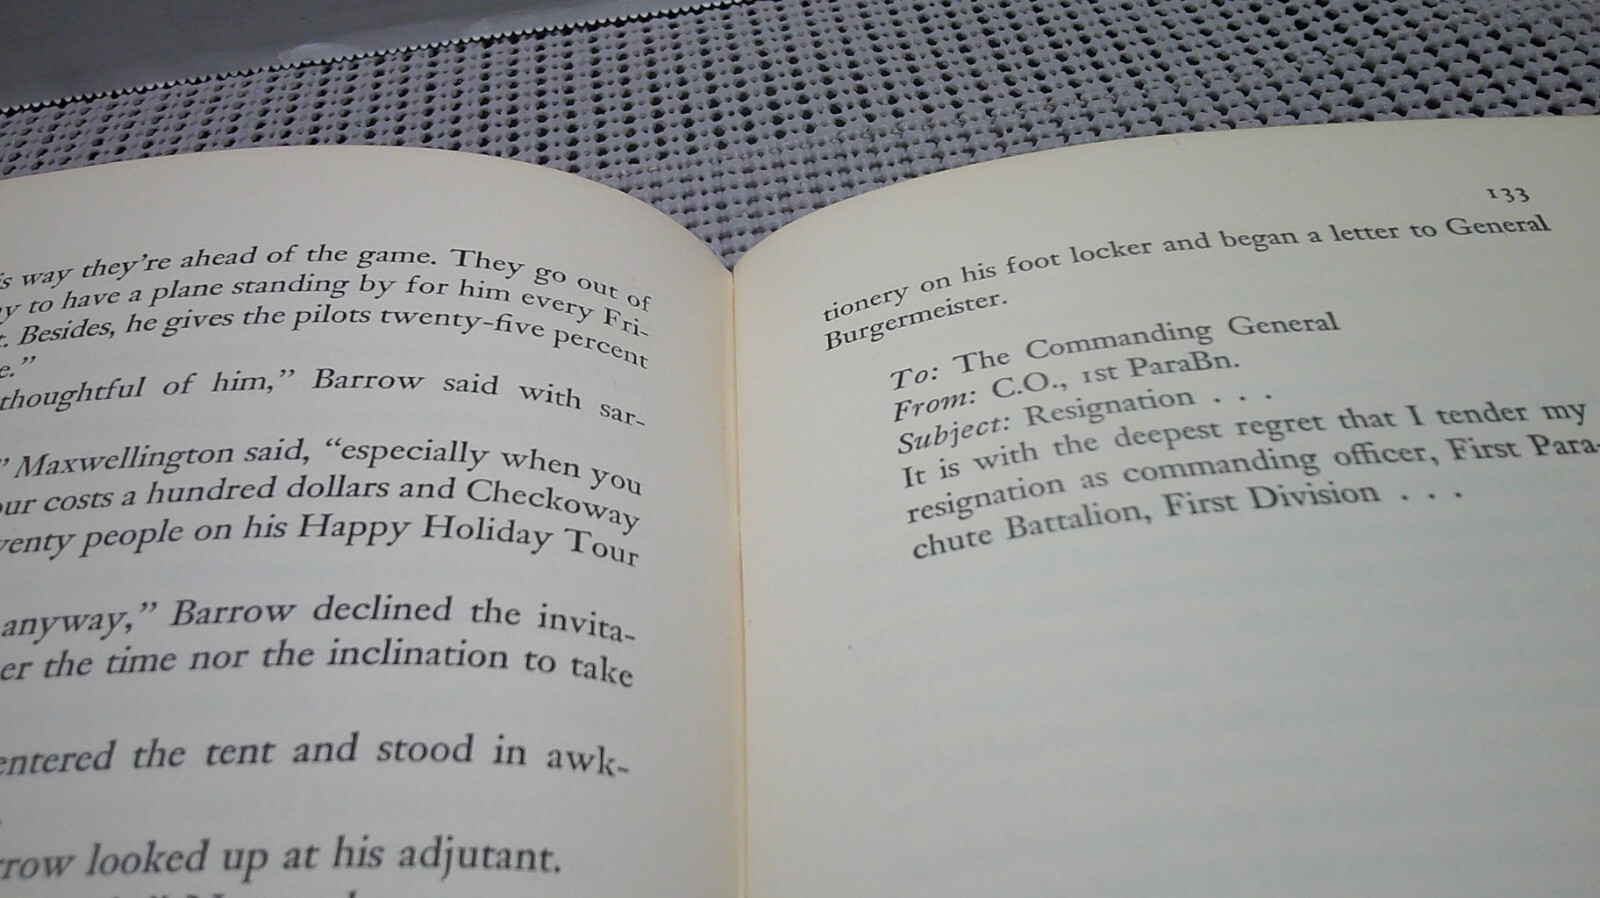 way they're ahead of the game. They go out of
to have a plane standing by for him every Fri-
Besides, he gives the pilots twenty-five percent
thoughtful of him,” Barrow said with sar-
” Maxwellington said, “especially when you
costs a hundred dollars and Checkoway
people on his Happy Holiday Tour
anyway,” Barrow declined the invita-
the time nor the inclination to take
entered the tent and stood in awk-
looked up at his adjutant.
133
tionery on his foot locker and began a letter to General
Burgermeister.
To: The Commanding General
From: C.O., 1st ParaBn.
Subject: Resignation . . .
It is with the deepest regret that I tender my
resignation as commanding officer, First Para-
chute Battalion, First Division . . .